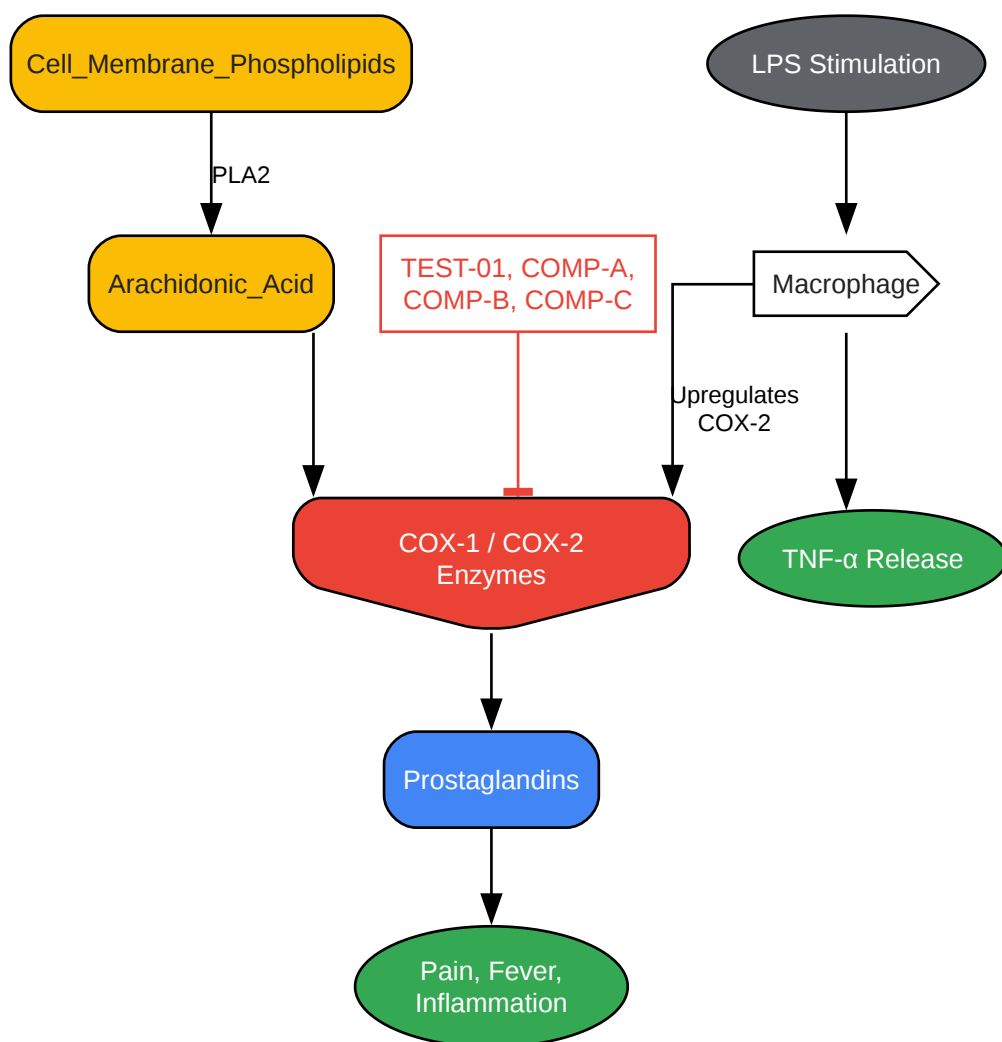 Cell_Membrane_Phospholipids
LPS Stimulation
PLA2
Arachidonic_Acid
TEST-01, COMP-A,
COMP-B, COMP-C
Macrophage
Upregulates
COX-2
COX-1 / COX-2
Enzymes
TNF-α Release
Prostaglandins
Pain, Fever,
Inflammation